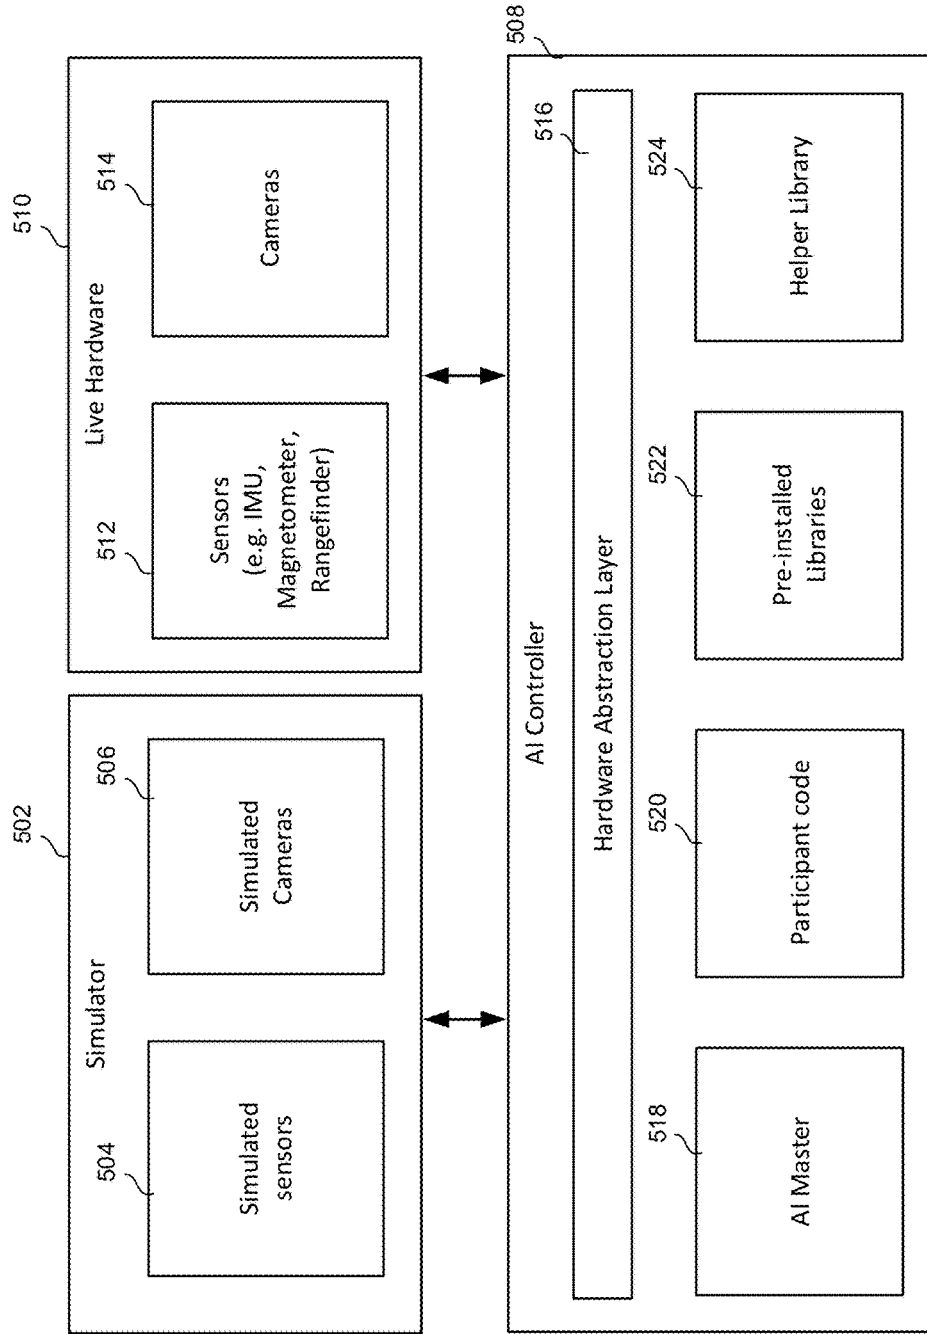 502
Simulator
504
Simulated
sensors
506
Simulated
Cameras
510
Live Hardware
512
Sensors
(e.g. IMU,
Magnetometer,
Rangefinder)
514
Cameras
508
AI Controller
516
Hardware Abstraction Layer
518
AI Master
520
Participant code
522
Pre-installed
Libraries
524
Helper Library